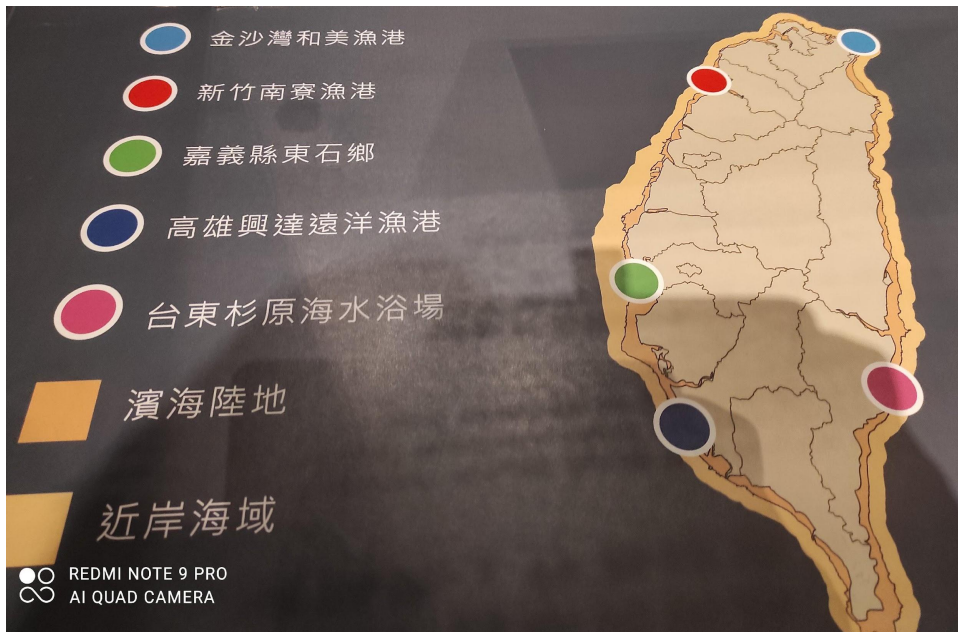 金沙灣和美漁港
新竹南寮漁港
嘉義縣東石鄉
高雄興達遠洋漁港
台東杉原海水浴場
濱海陸地
近岸海域
REDMI NOTE 9 PRO
AI QUAD CAMERA